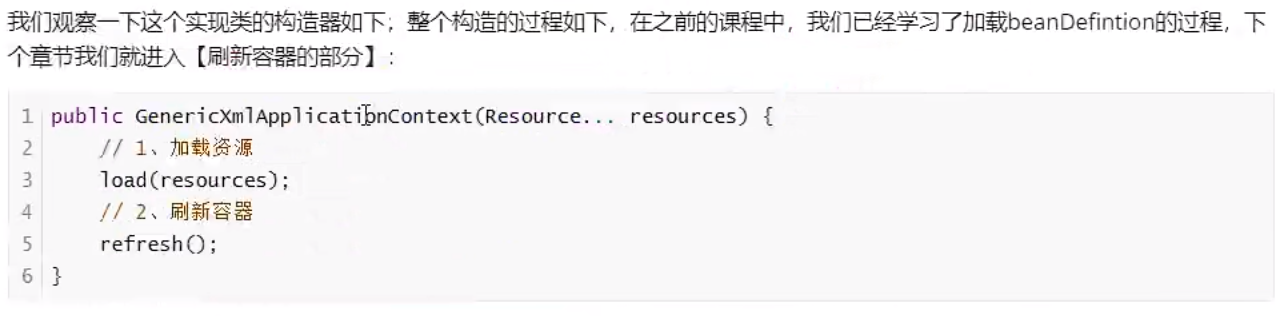 我们观察一下这个实现类的构造器如下；整个构造的过程如下，在之前的课程中，我们已经学习了加载beanDefintion的过程，下
个章节我们就进入【刷新容器的部分】：
1 public GenericXmlApplicationContext(Resource... resources) {
2 // 1、加载资源
3 load(resources);
4 // 2、刷新容器
5 refresh();
6 }